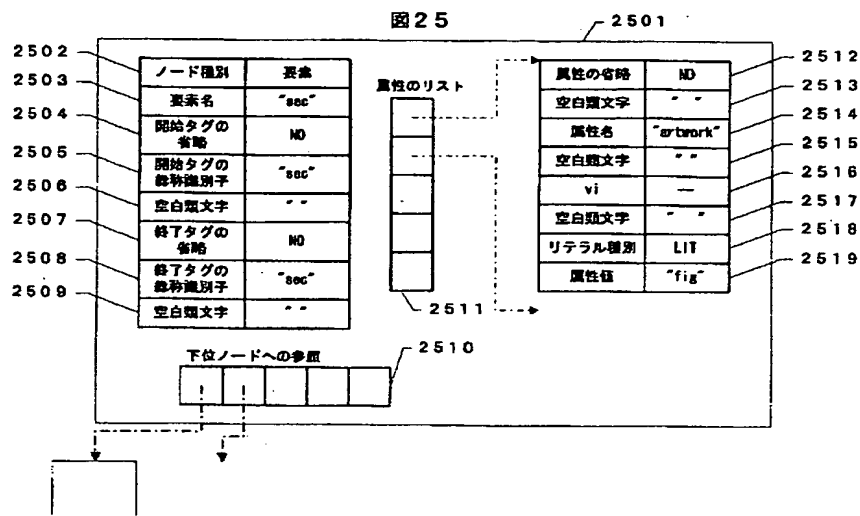 図25
2501
2502
2503
2504
2505
2506
2507
2508
2509
ノード種別 要素
要素名 "sec"
開始タグの
省略 NO
開始タグの
総称識別子 "sec"
空白類文字 " "
終了タグの
省略 NO
終了タグの
総称識別子 "sec"
空白類文字 " "
属性のリスト
2511
属性の省略 NO
空白類文字 " "
属性名 "artwork"
空白類文字 " "
vi —
空白類文字 " "
リテラル種別 LIT
属性値 "fig"
2512
2513
2514
2515
2516
2517
2518
2519
下位ノードへの参照
2510